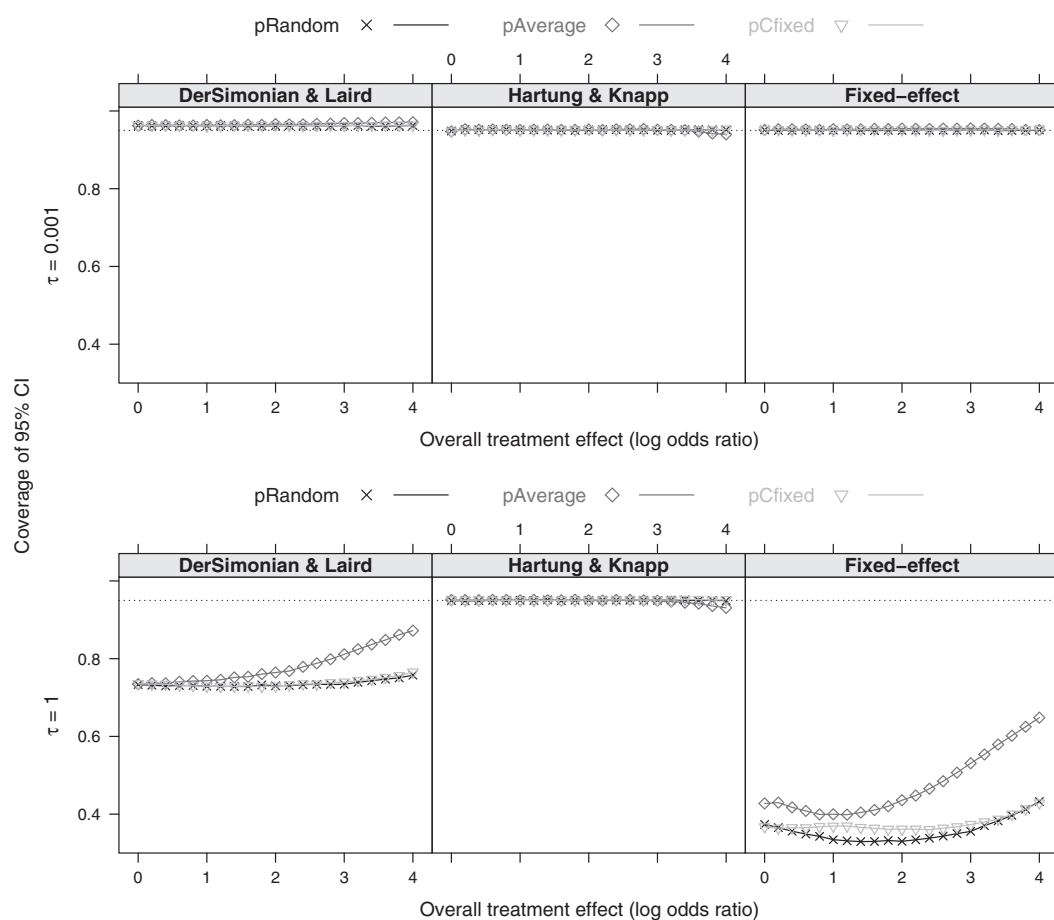 pRandom pAverage pCfixed
0 1 2 3 4
DerSimonian & Laird Hartung & Knapp Fixed−effect
0.8
0.6
0.4
τ = 0.001
0 1 2 3 4 0 1 2 3 4
Overall treatment effect (log odds ratio)
Coverage of 95% CI
pRandom pAverage pCfixed
0 1 2 3 4
DerSimonian & Laird Hartung & Knapp Fixed−effect
0.8
0.6
0.4
τ = 1
0 1 2 3 4 0 1 2 3 4
Overall treatment effect (log odds ratio)